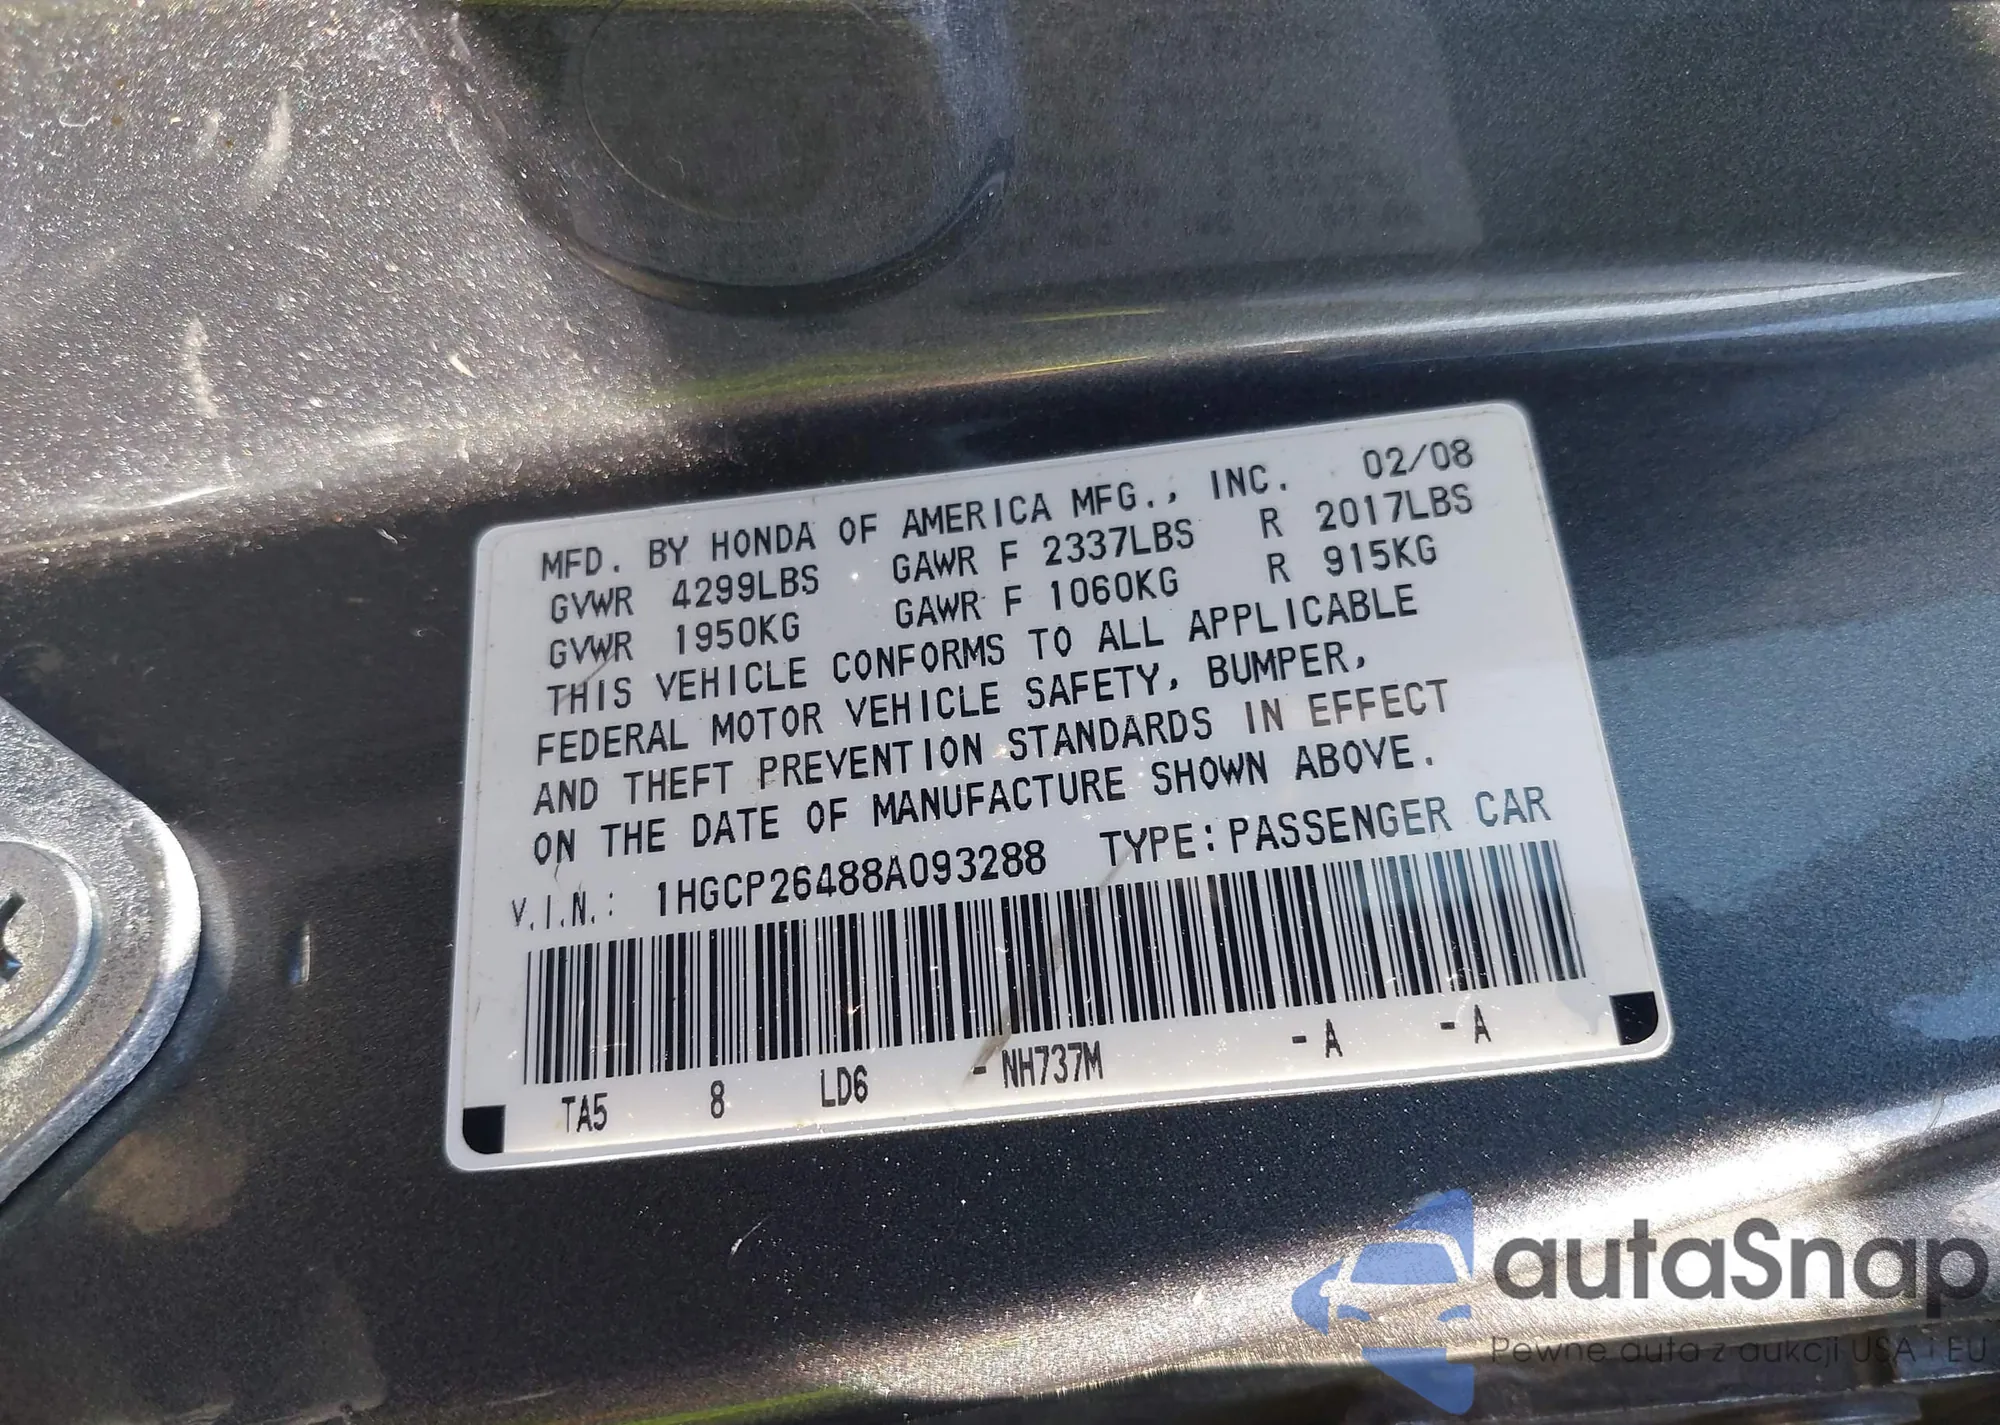 MFD. BY HONDA OF AMERICA MFG., INC. 02/08
GVWR 4299LBS GAWR F 2337LBS R 2017LBS
GVWR 1950KG GAWR F 1060KG R 915KG
THIS VEHICLE CONFORMS TO ALL APPLICABLE
FEDERAL MOTOR VEHICLE SAFETY, BUMPER,
AND THEFT PREVENTION STANDARDS IN EFFECT
ON THE DATE OF MANUFACTURE SHOWN ABOVE.
V.I.N.: 1HGCP26488A093288 TYPE: PASSENGER CAR
TA5 8 LD6 - NH737M - A - A
autaSnap
Pewne auta z aukcji USA i EU